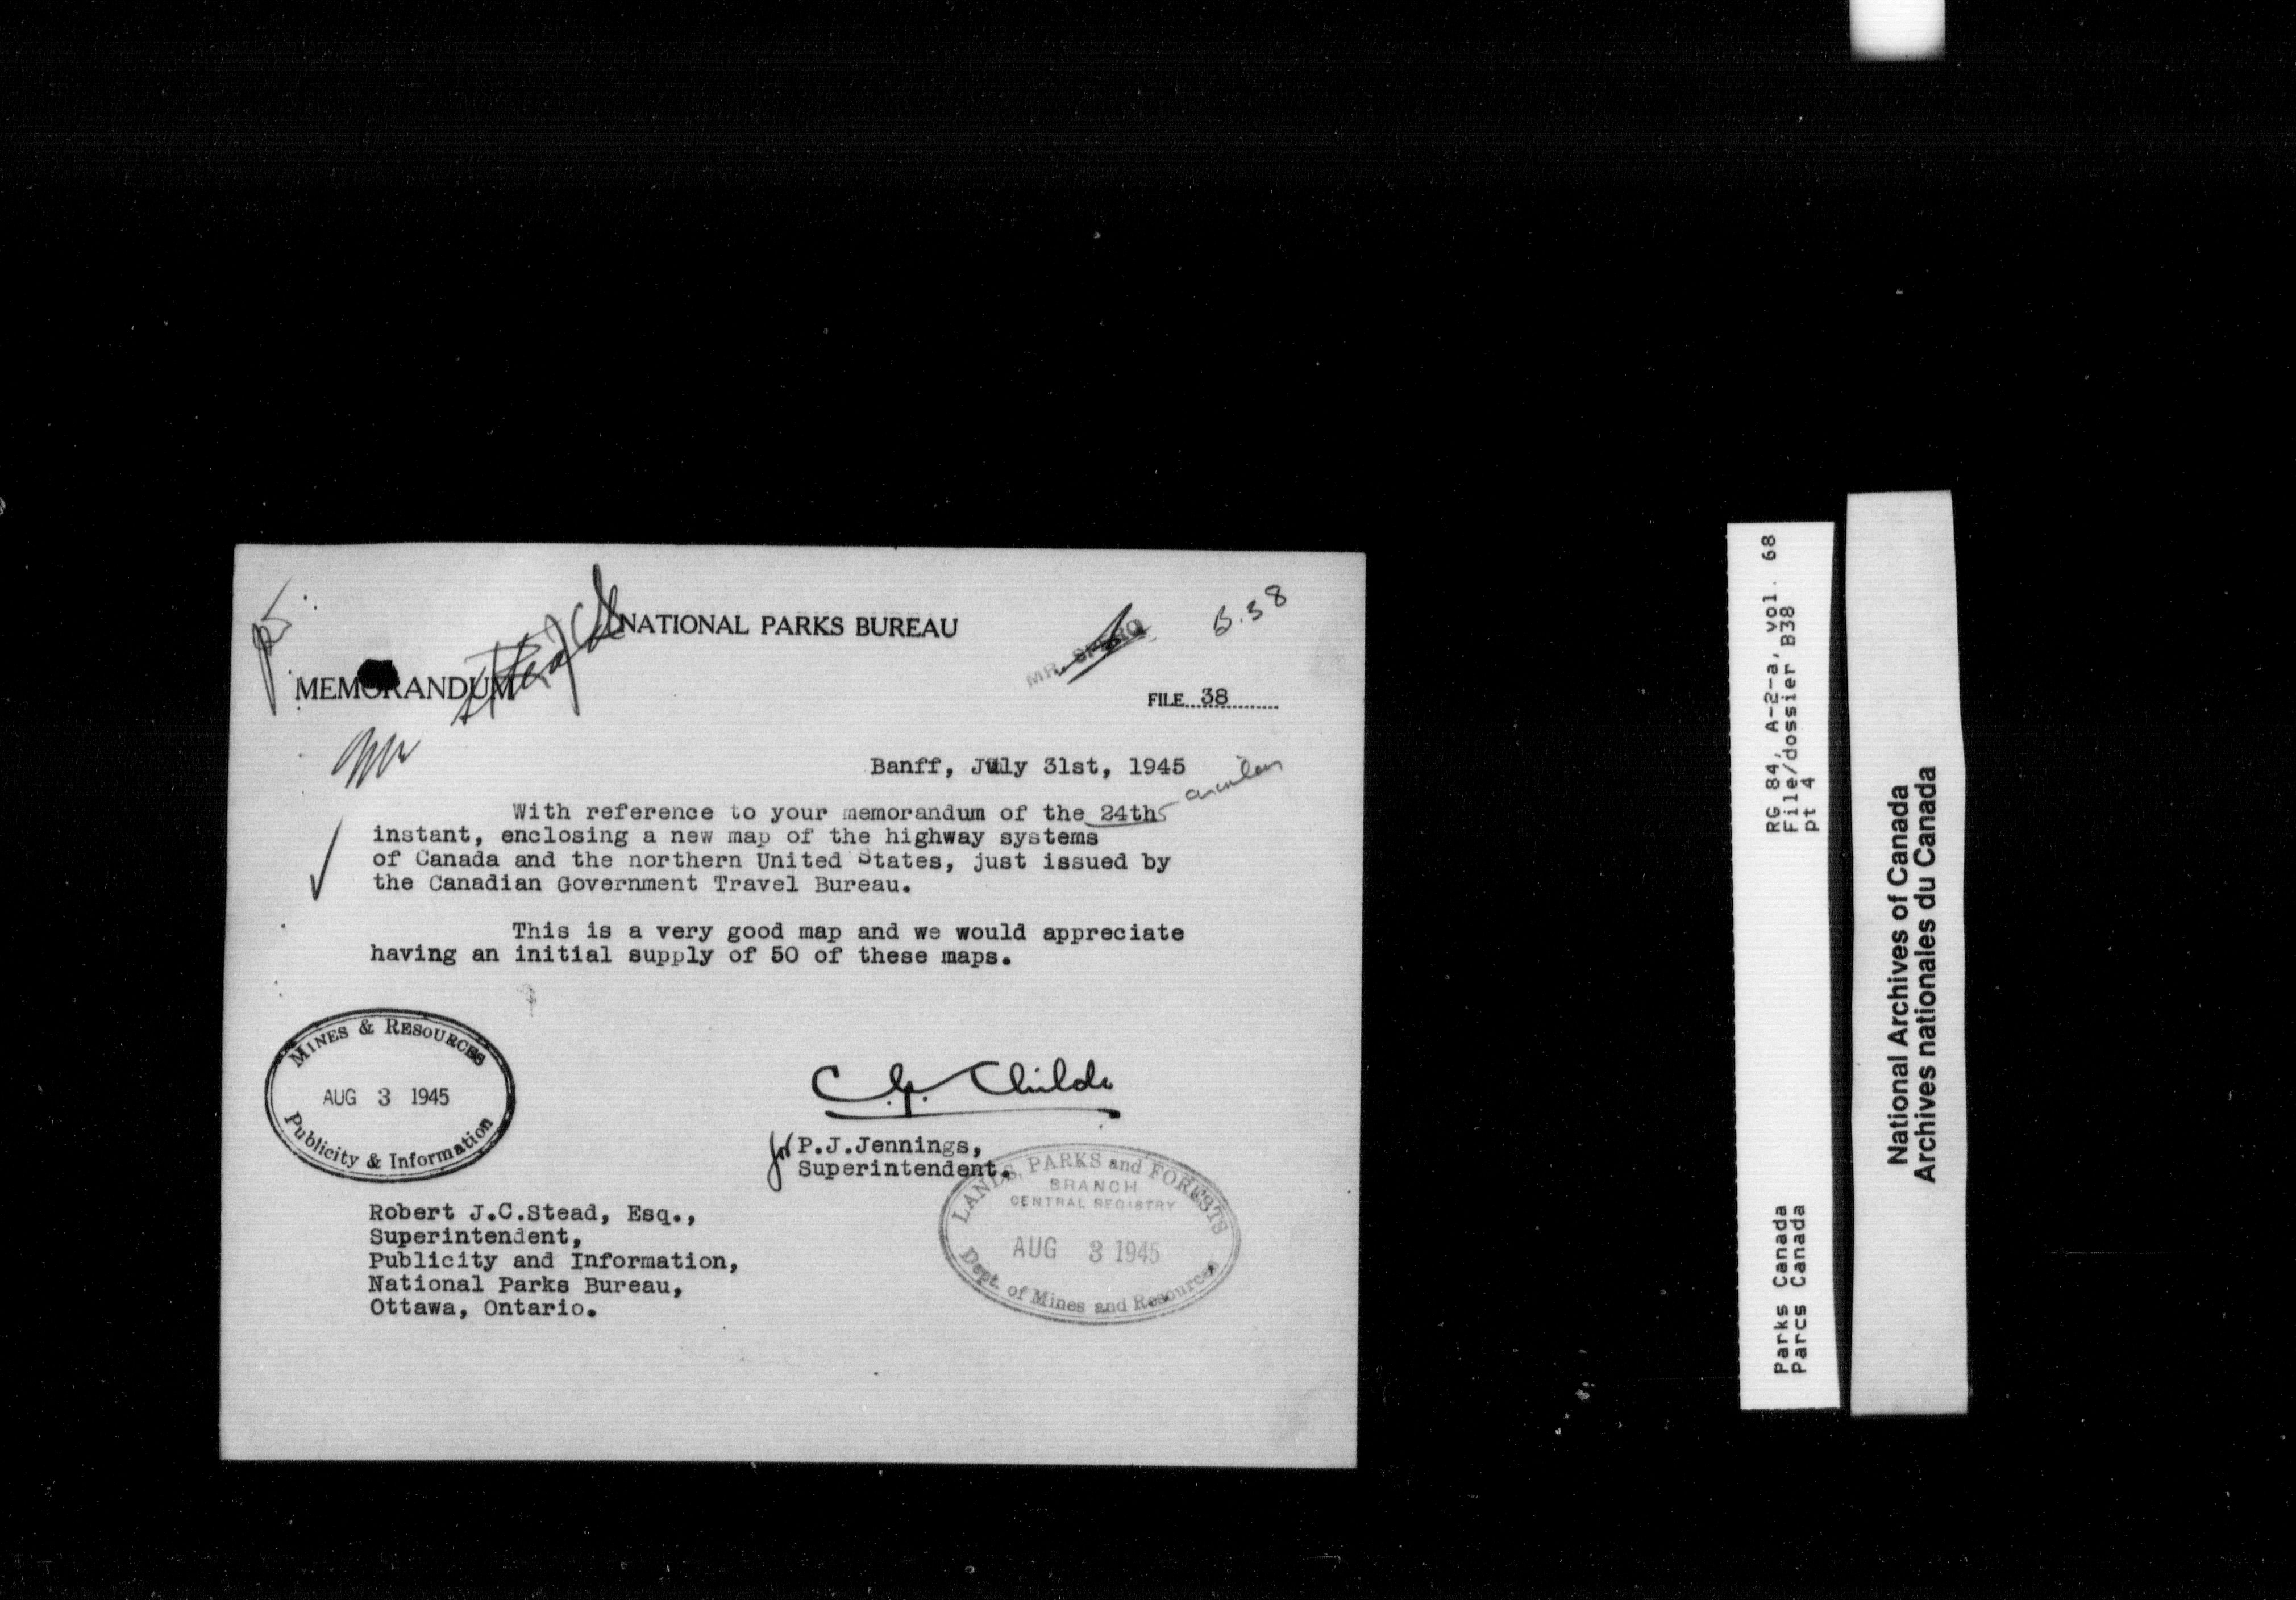 NATIONAL PARKS BUREAU
B.38
MR. SPERO
MEMORANDUM
FILE 38
Banff, July 31st, 1945
circular
With reference to your memorandum of the 24th
instant, enclosing a new map of the highway systems
of Canada and the northern United States, just issued by
the Canadian Government Travel Bureau.
This is a very good map and we would appreciate
having an initial supply of 50 of these maps.
MINES & RESOURCES
AUG 3 1945
Publicity & Information
Childs
for P.J.Jennings,
Superintendent.
LANDS, PARKS and FORESTS
BRANCH
CENTRAL REGISTRY
AUG 3 1945
Dept. of Mines and Resources
Robert J.C.Stead, Esq.,
Superintendent,
Publicity and Information,
National Parks Bureau,
Ottawa, Ontario.
RG 84, A-2-a, vol. 68
File/dossier B38
pt 4
Parks Canada
Parcs Canada
National Archives of Canada
Archives nationales du Canada